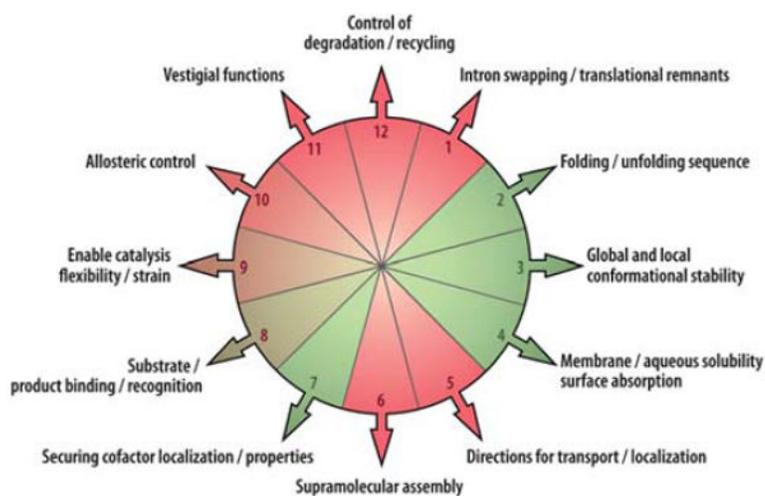 Control of
degradation / recycling
Vestigial functions
Intron swapping / translational remnants
12
11
1
Allosteric control
Folding / unfolding sequence
10
2
Enable catalysis
flexibility / strain
9
3
Global and local
conformational stability
8
4
Substrate /
product binding / recognition
Membrane / aqueous solubility
surface absorption
7
6
5
Securing cofactor localization / properties
Directions for transport / localization
Supramolecular assembly